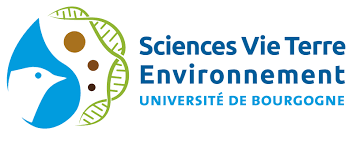 Sciences Vie Terre
Environnement
UNIVERSITÉ DE BOURGOGNE